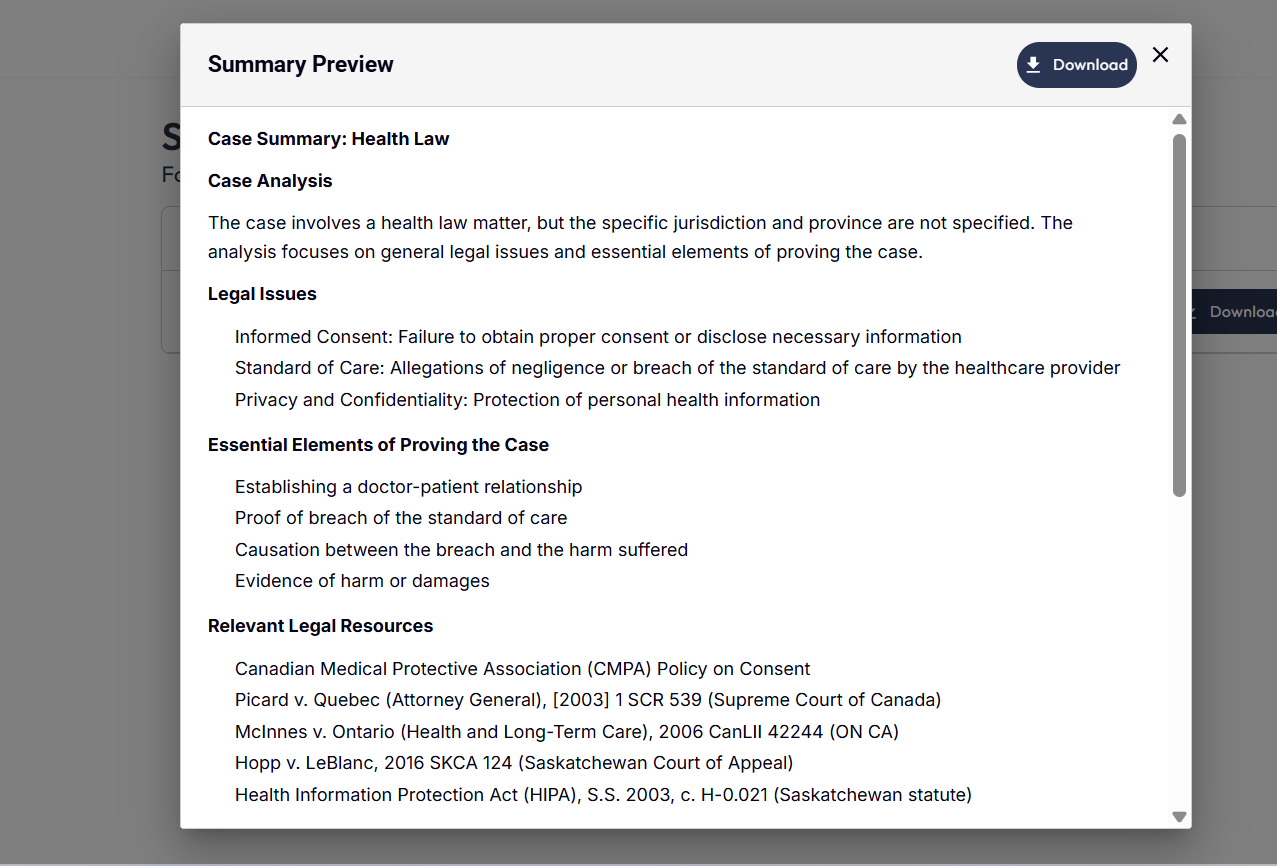 Summary Preview
Download
Case Summary: Health Law
Case Analysis
The case involves a health law matter, but the specific jurisdiction and province are not specified. The
analysis focuses on general legal issues and essential elements of proving the case.
Legal Issues
Informed Consent: Failure to obtain proper consent or disclose necessary information
Standard of Care: Allegations of negligence or breach of the standard of care by the healthcare provider
Privacy and Confidentiality: Protection of personal health information
Essential Elements of Proving the Case
Establishing a doctor-patient relationship
Proof of breach of the standard of care
Causation between the breach and the harm suffered
Evidence of harm or damages
Relevant Legal Resources
Canadian Medical Protective Association (CMPA) Policy on Consent
Picard v. Quebec (Attorney General), [2003] 1 SCR 539 (Supreme Court of Canada)
McInnes v. Ontario (Health and Long-Term Care), 2006 CanLII 42244 (ON CA)
Hopp v. LeBlanc, 2016 SKCA 124 (Saskatchewan Court of Appeal)
Health Information Protection Act (HIPA), S.S. 2003, c. H-0.021 (Saskatchewan statute)